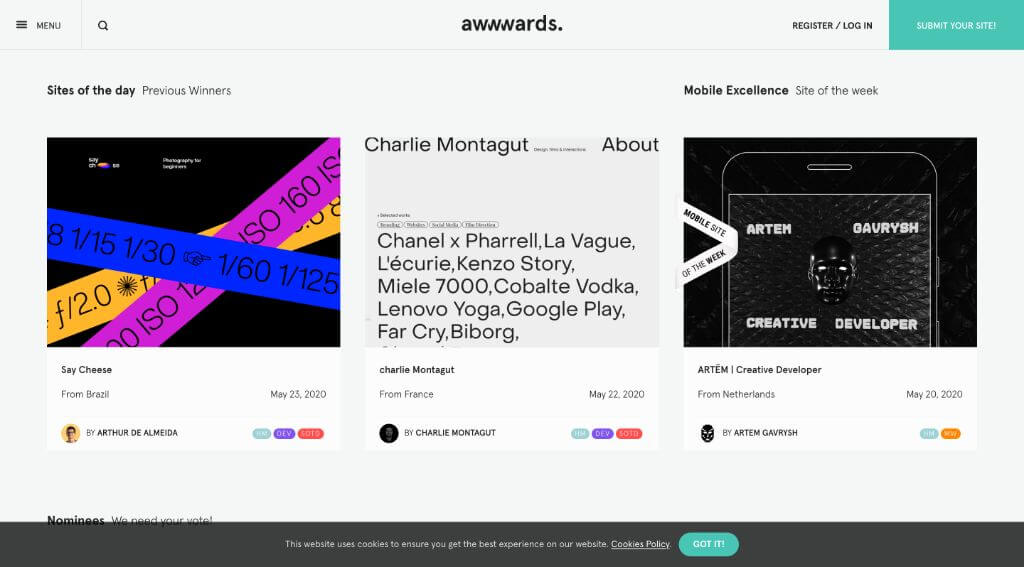 MENU
awwwards.
REGISTER / LOG IN
SUBMIT YOUR SITE!
Sites of the day Previous Winners
Mobile Excellence Site of the week
say
ch se
Photography for
beginners
8 1/15 1/30 1/60 1/125
ISO 160 ISO
f/2.0
00 ISO 12
Say Cheese
From Brazil
May 23, 2020
BY ARTHUR DE ALMEIDA
HM DEV SOTD
Charlie Montagut
Design, films & interactions
About
Selected works
Branding Websites Social Media Film Direction
Chanel x Pharrell,La Vague,
L'écurie,Kenzo Story,
Miele 7000,Cobalte Vodka,
Lenovo Yoga,Google Play,
Far Cry,Biborg,
charlie Montagut
From France
May 22, 2020
BY CHARLIE MONTAGUT
HM DEV SOTD
MOBILE SITE
OF THE WEEK
ARTEM GAVRYSH
CREATIVE DEVELOPER
ARTĒM | Creative Developer
From Netherlands
May 20, 2020
BY ARTEM GAVRYSH
HM MW
Nominees We need your vote!
This website uses cookies to ensure you get the best experience on our website. Cookies Policy.
GOT IT!